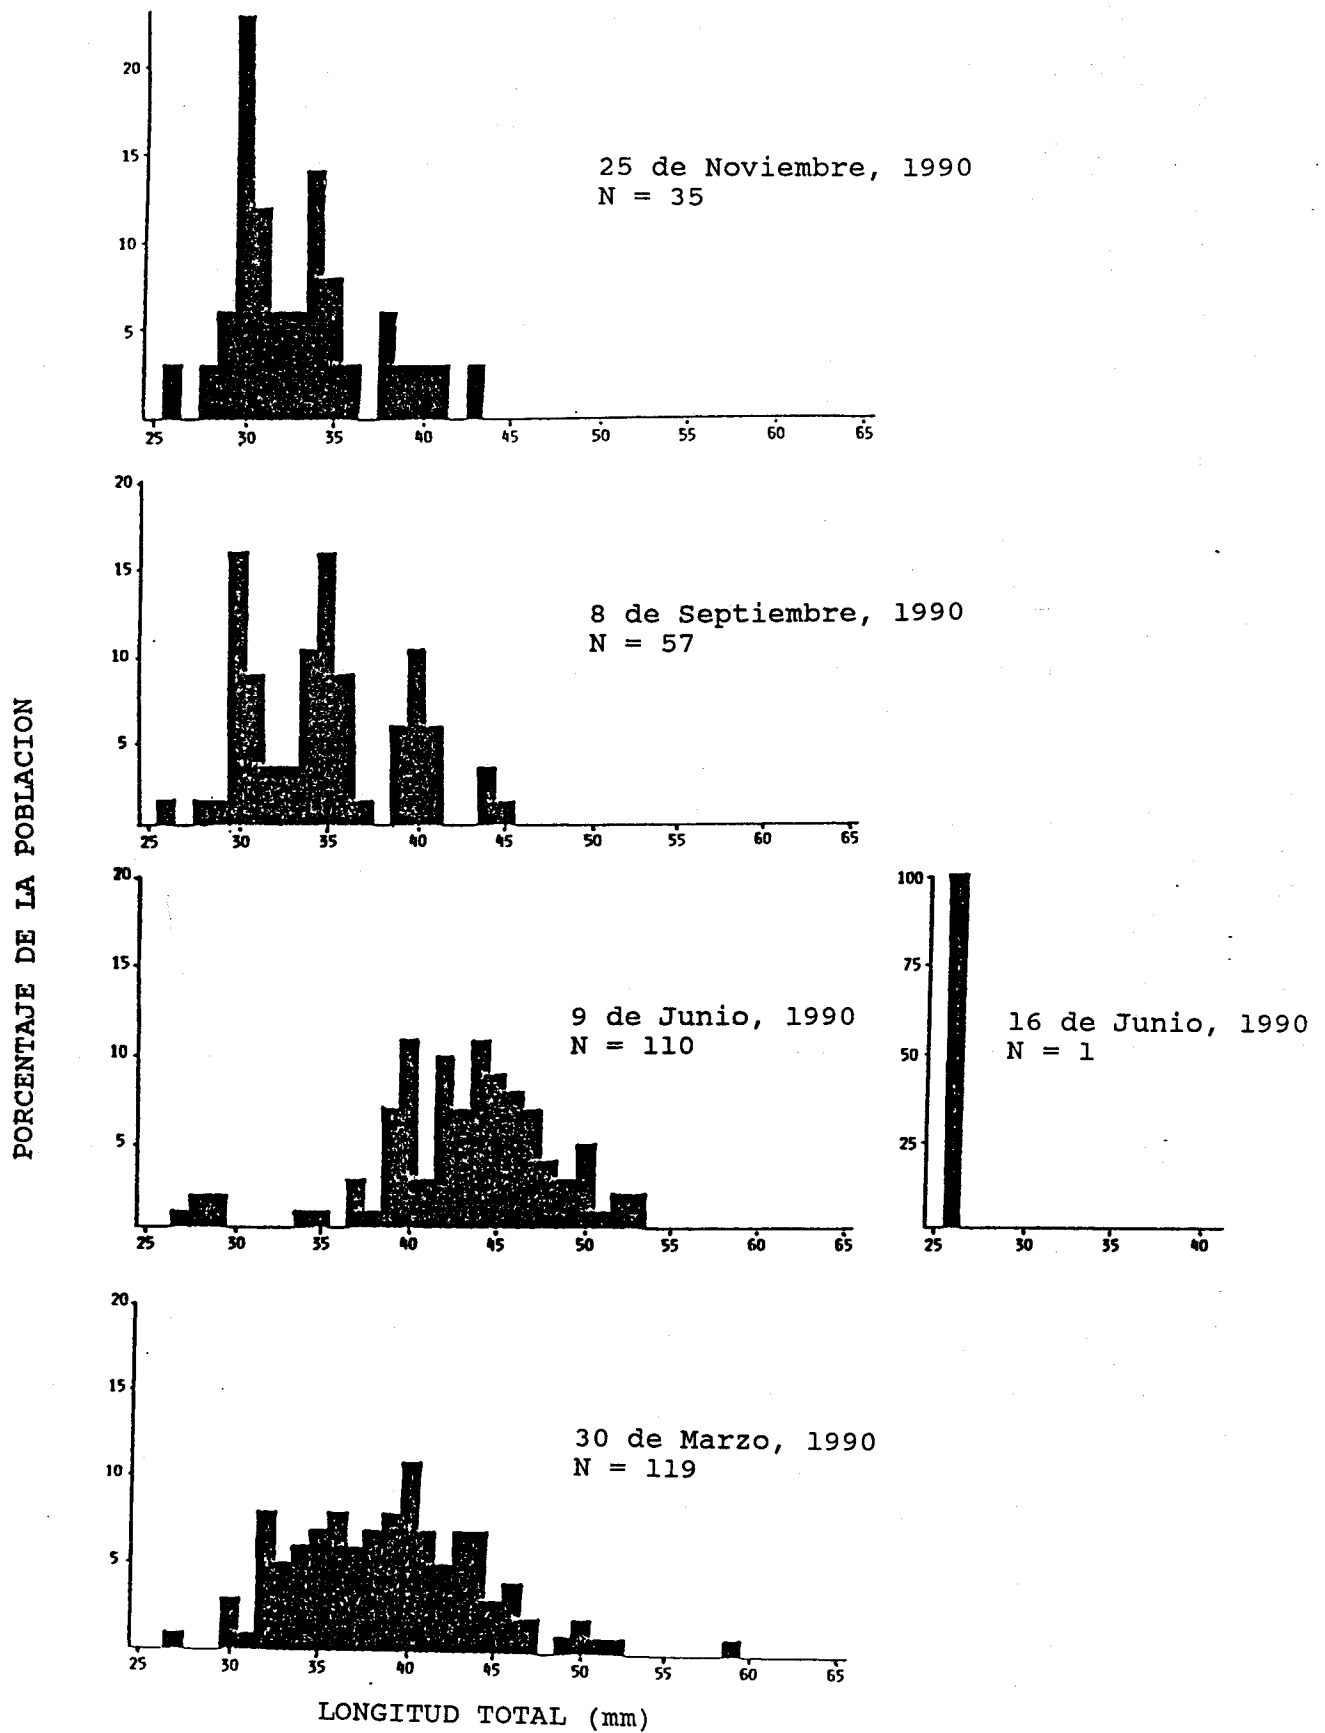 20
15
10
5
25 de Noviembre, 1990
N = 35
25 30 35 40 45 50 55 60 65
20
15
10
5
8 de Septiembre, 1990
N = 57
25 30 35 40 45 50 55 60 65
20
15
10
5
9 de Junio, 1990
N = 110
25 30 35 40 45 50 55 60 65
100
75
50
25
16 de Junio, 1990
N = 1
25 30 35 40
20
15
10
5
30 de Marzo, 1990
N = 119
25 30 35 40 45 50 55 60 65
PORCENTAJE DE LA POBLACION
LONGITUD TOTAL (mm)